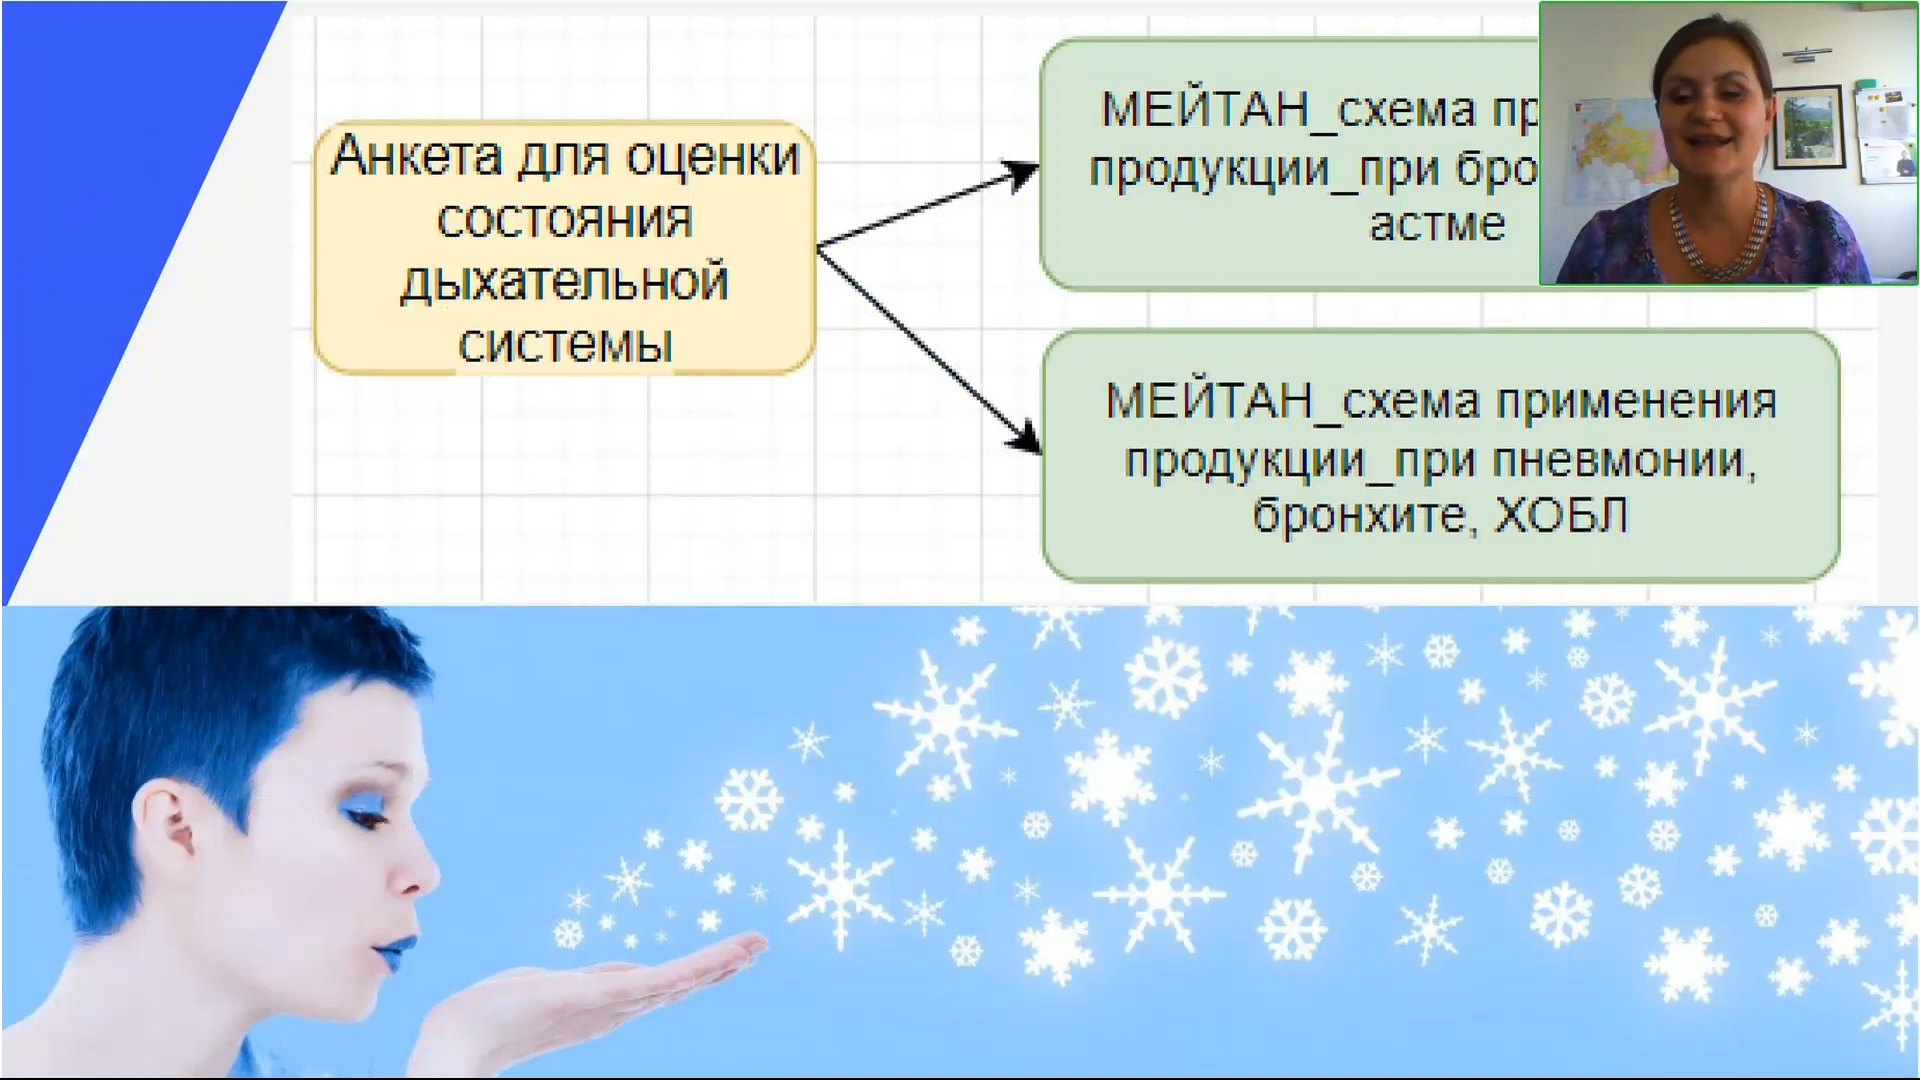 Анкета для оценки
состояния
дыхательной
системы
МЕЙТАН_схема пр
продукции_при бро
астме
МЕЙТАН_схема применения
продукции_при пневмонии,
бронхите, ХОБЛ